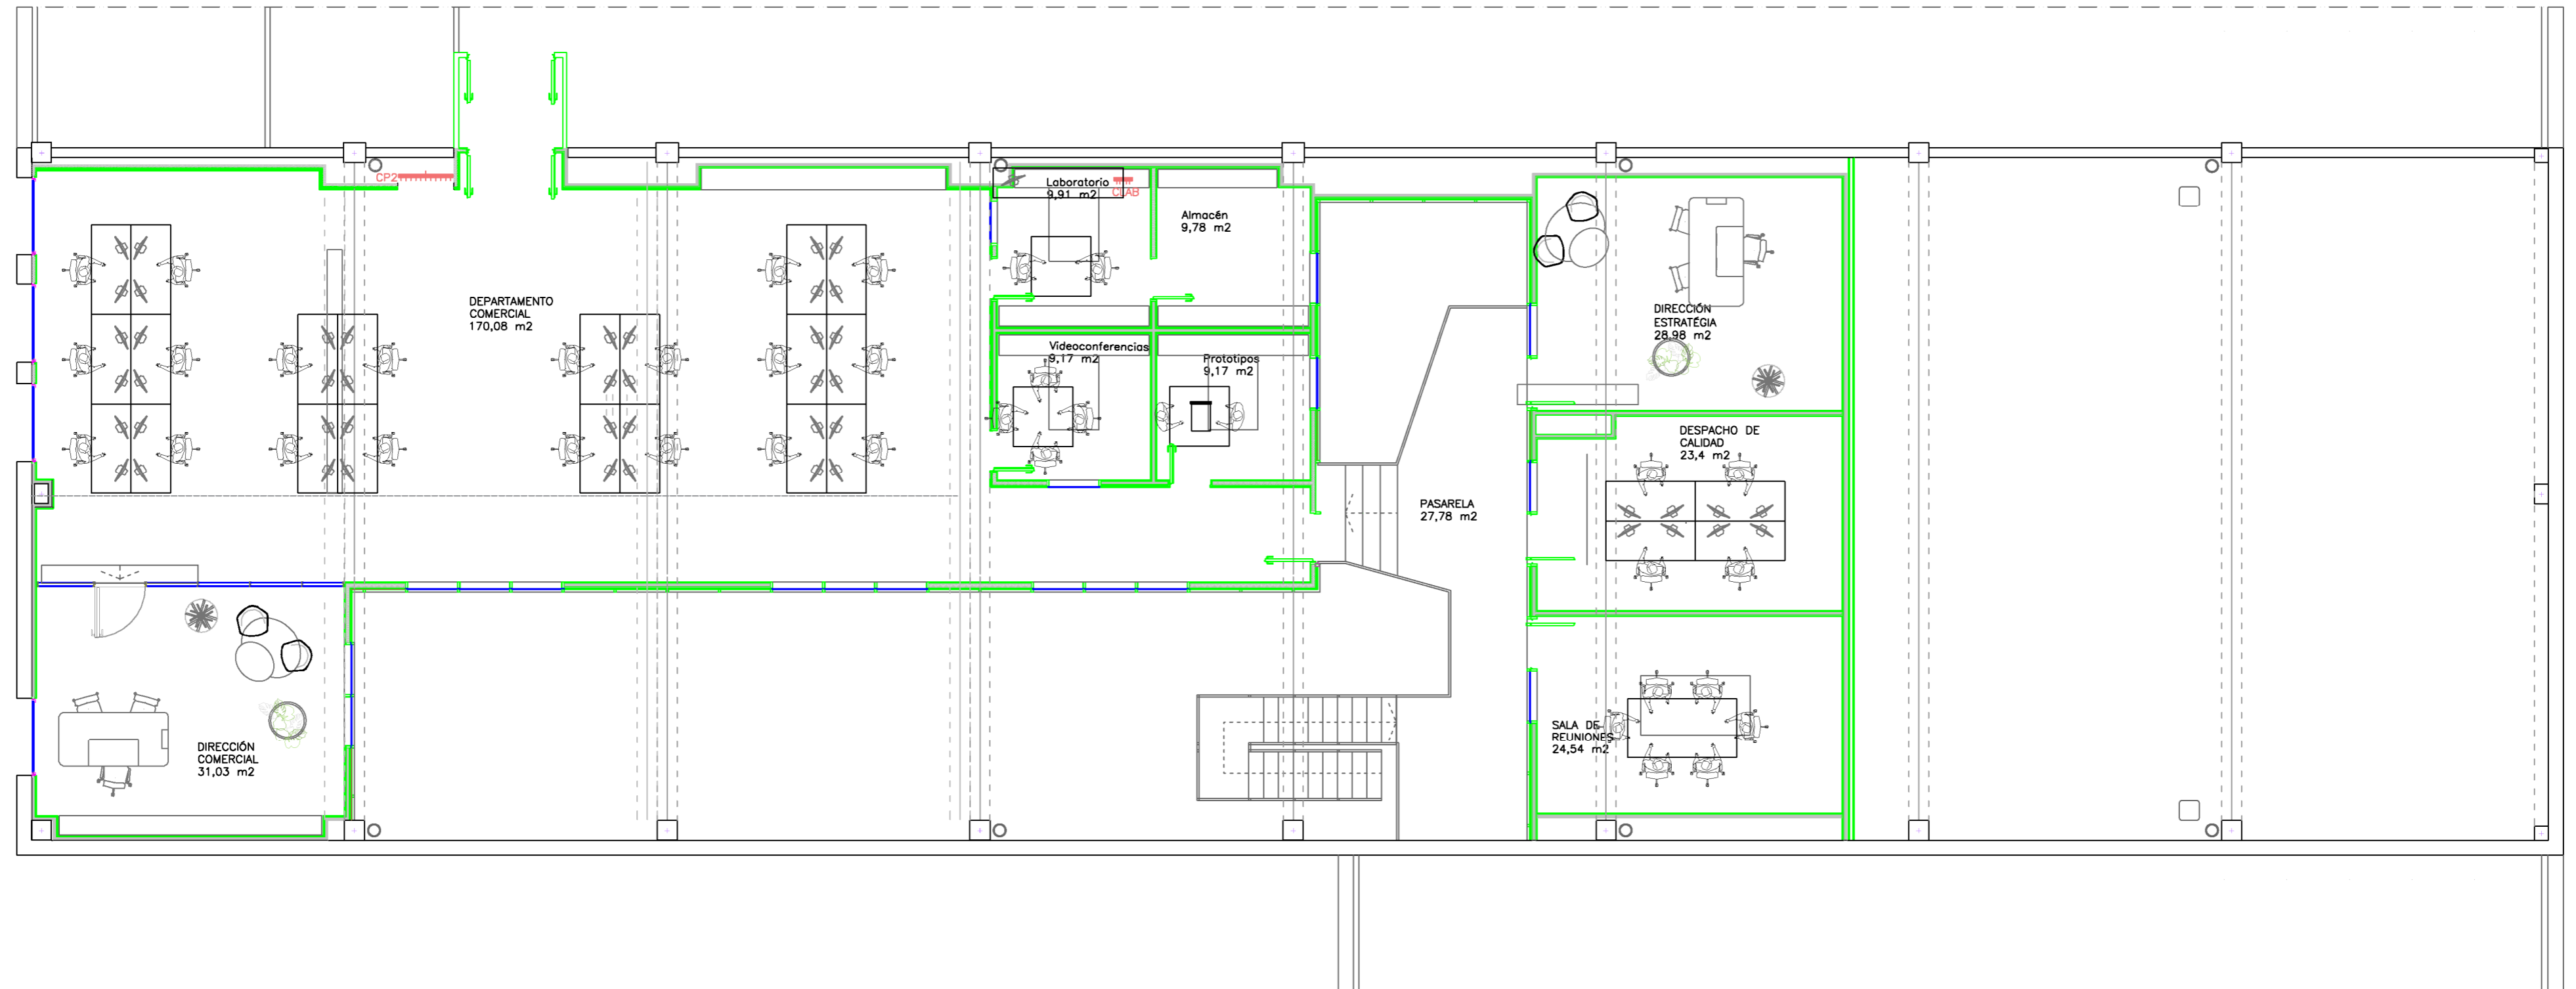 CP2
Laboratorio
9,91 m2
CLAB
Almacén
9,78 m2
DEPARTAMENTO
COMERCIAL
170,08 m2
DIRECCIÓN
ESTRATÉGIA
28,98 m2
Videoconferencias
9,17 m2
Prototipos
9,17 m2
DESPACHO DE
CALIDAD
23,4 m2
PASARELA
27,78 m2
SALA DE
REUNIONES
24,54 m2
DIRECCIÓN
COMERCIAL
31,03 m2